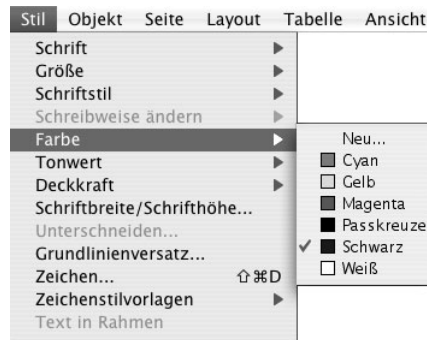 Stil Objekt Seite Layout Tabelle Ansicht
Schrift
Größe
Schriftstil
Schreibweise ändern
Farbe
Tonwert
Deckkraft
Schriftbreite/Schrifthöhe...
Unterschneiden...
Grundlinienversatz...
Zeichen... ⇧⌘D
Zeichenstilvorlagen
Text in Rahmen
Neu...
Cyan
Gelb
Magenta
Passkreuze
✓ Schwarz
Weiß